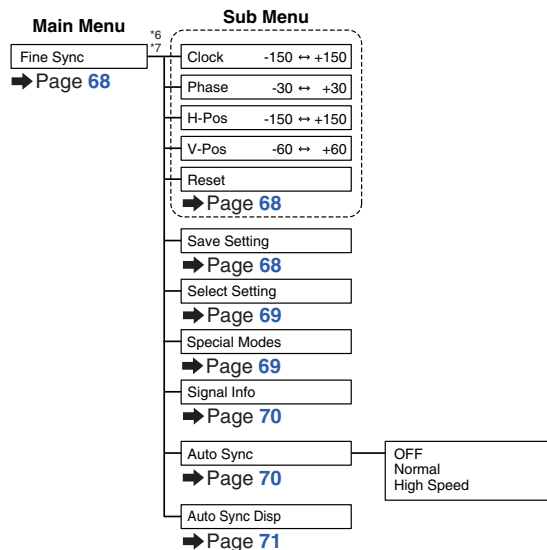 Main Menu
Sub Menu
*6
*7
Fine Sync
➡Page 68
Clock -150 ↔ +150
Phase -30 ↔ +30
H-Pos -150 ↔ +150
V-Pos -60 ↔ +60
Reset
➡Page 68
Save Setting
➡Page 68
Select Setting
➡Page 69
Special Modes
➡Page 69
Signal Info
➡Page 70
Auto Sync
➡Page 70
OFF
Normal
High Speed
Auto Sync Disp
➡Page 71